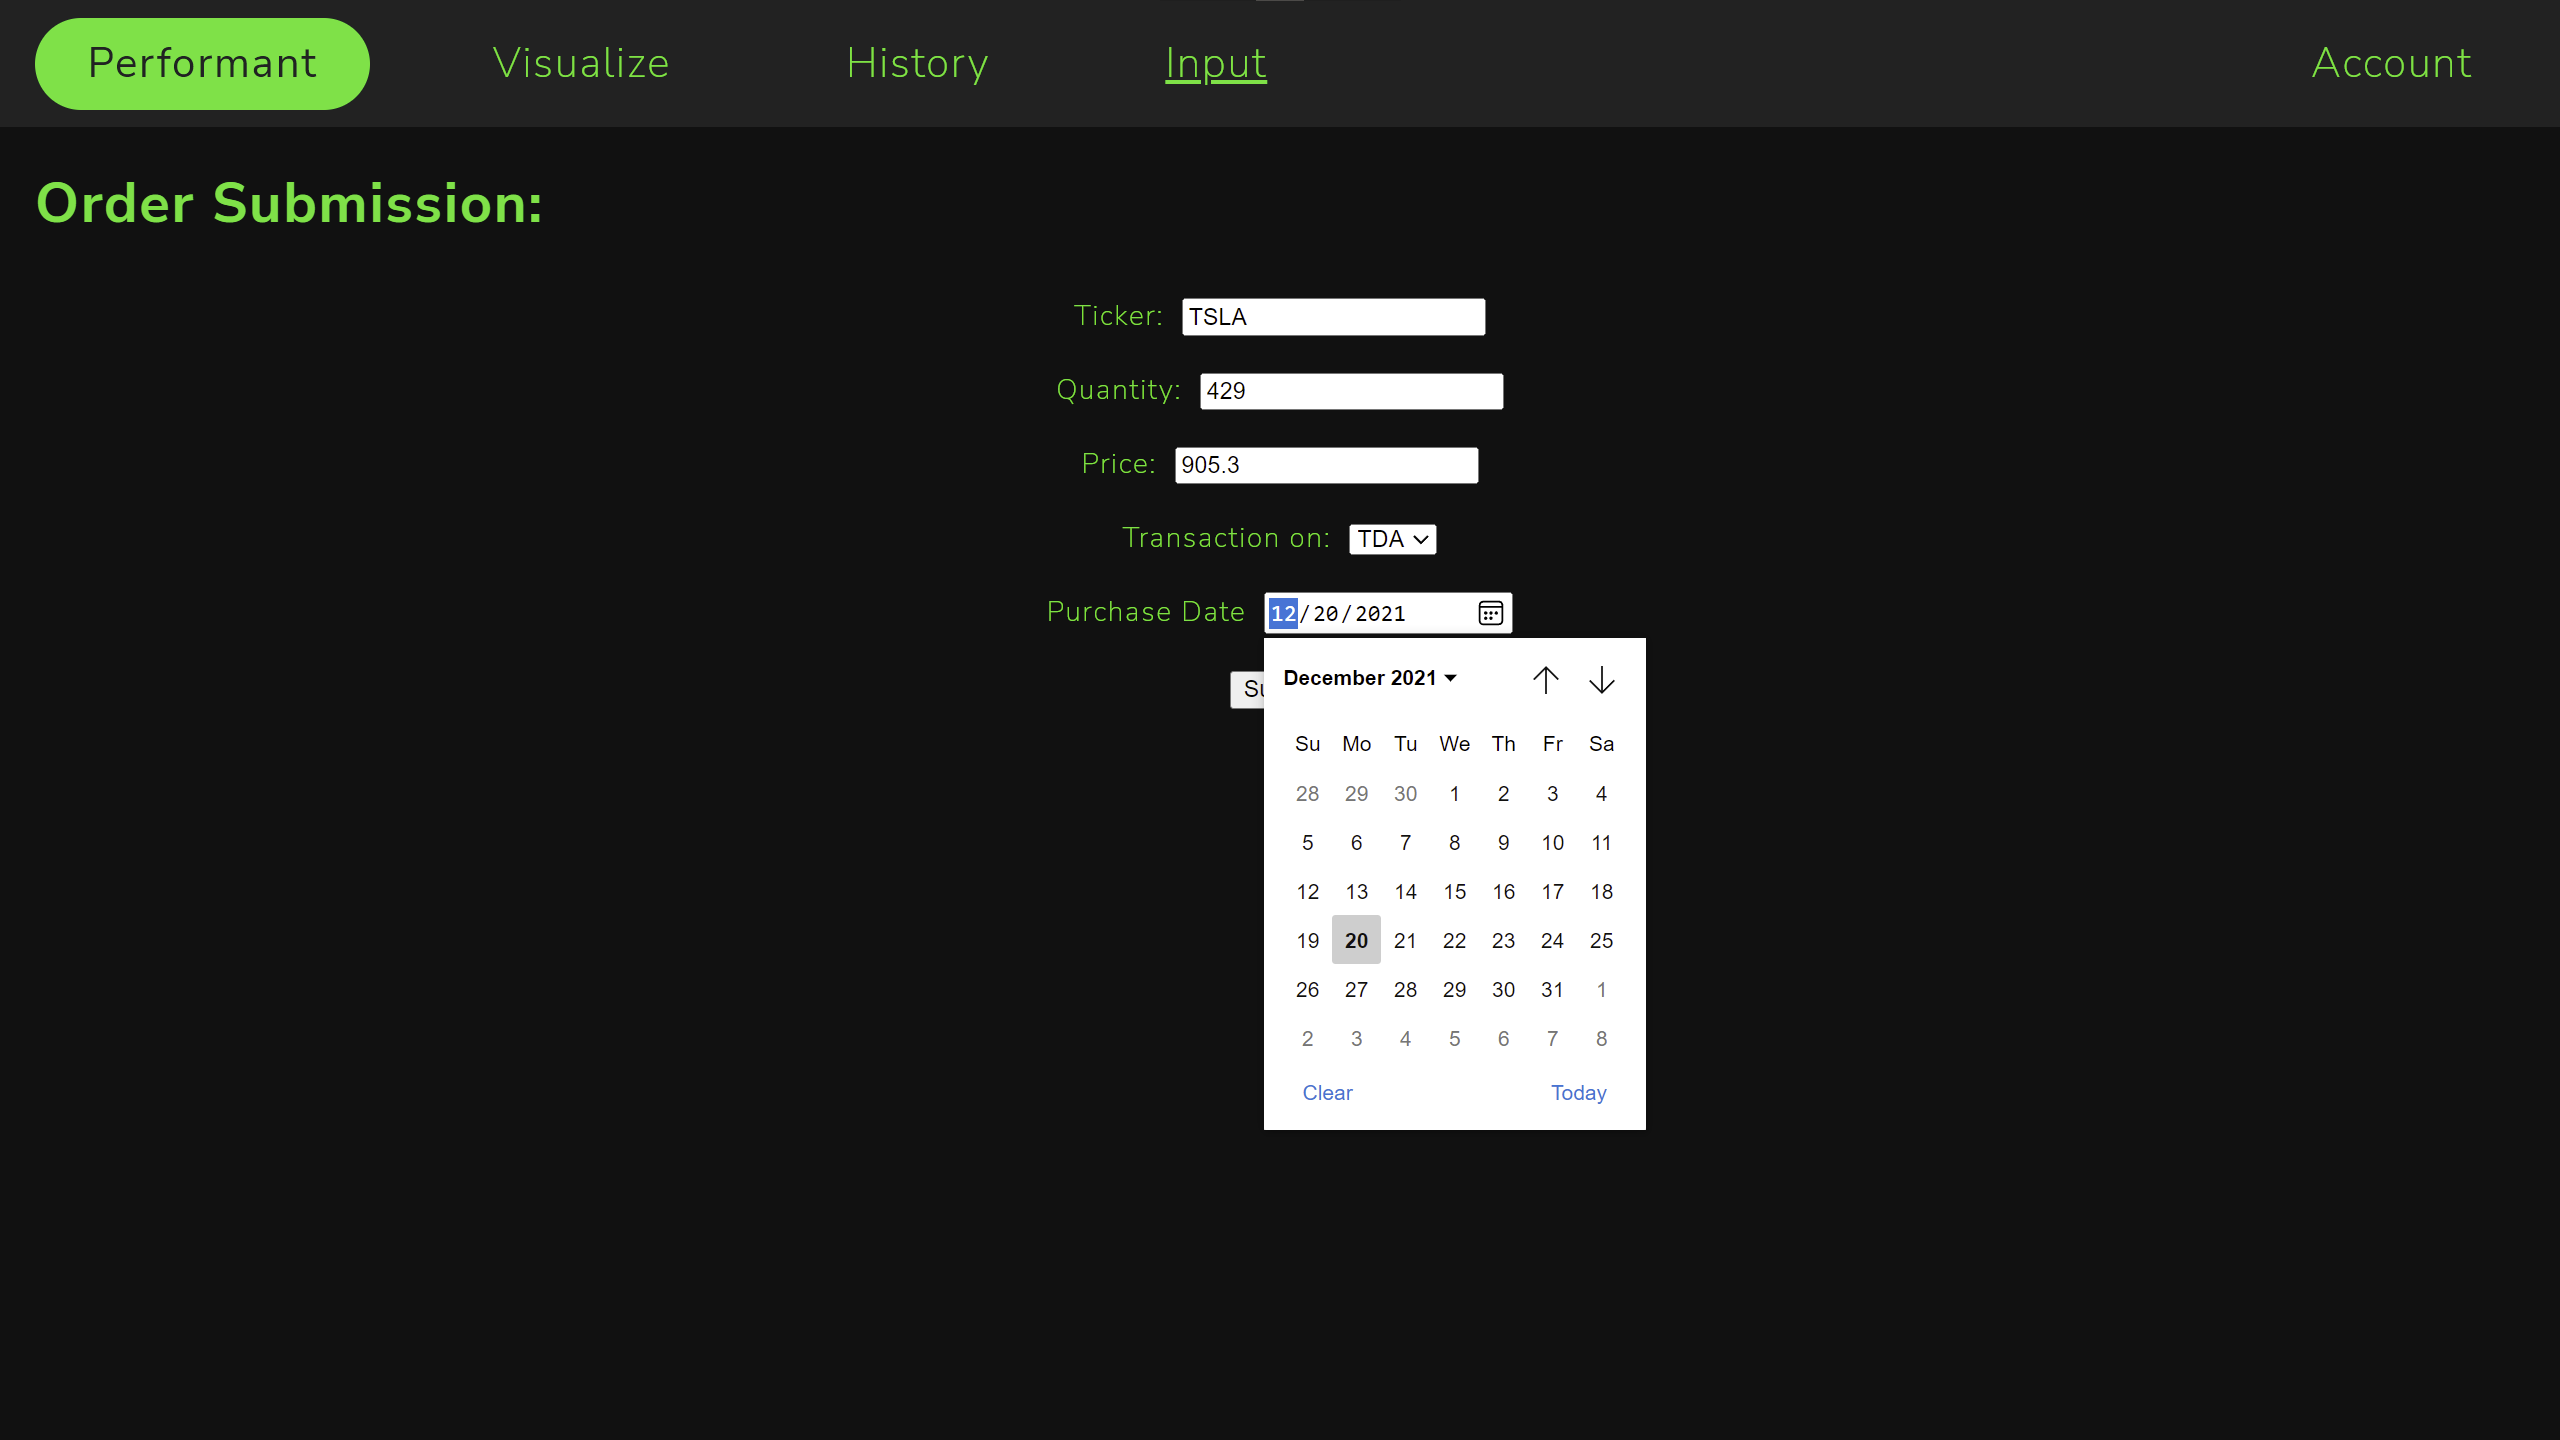 Performant Visualize History Input Account
Order Submission:
Ticker: TSLA
Quantity: 429
Price: 905.3
Transaction on: TDA
Purchase Date 12/20/2021
Su
December 2021
Su Mo Tu We Th Fr Sa
28 29 30 1 2 3 4
5 6 7 8 9 10 11
12 13 14 15 16 17 18
19 20 21 22 23 24 25
26 27 28 29 30 31 1
2 3 4 5 6 7 8
Clear Today